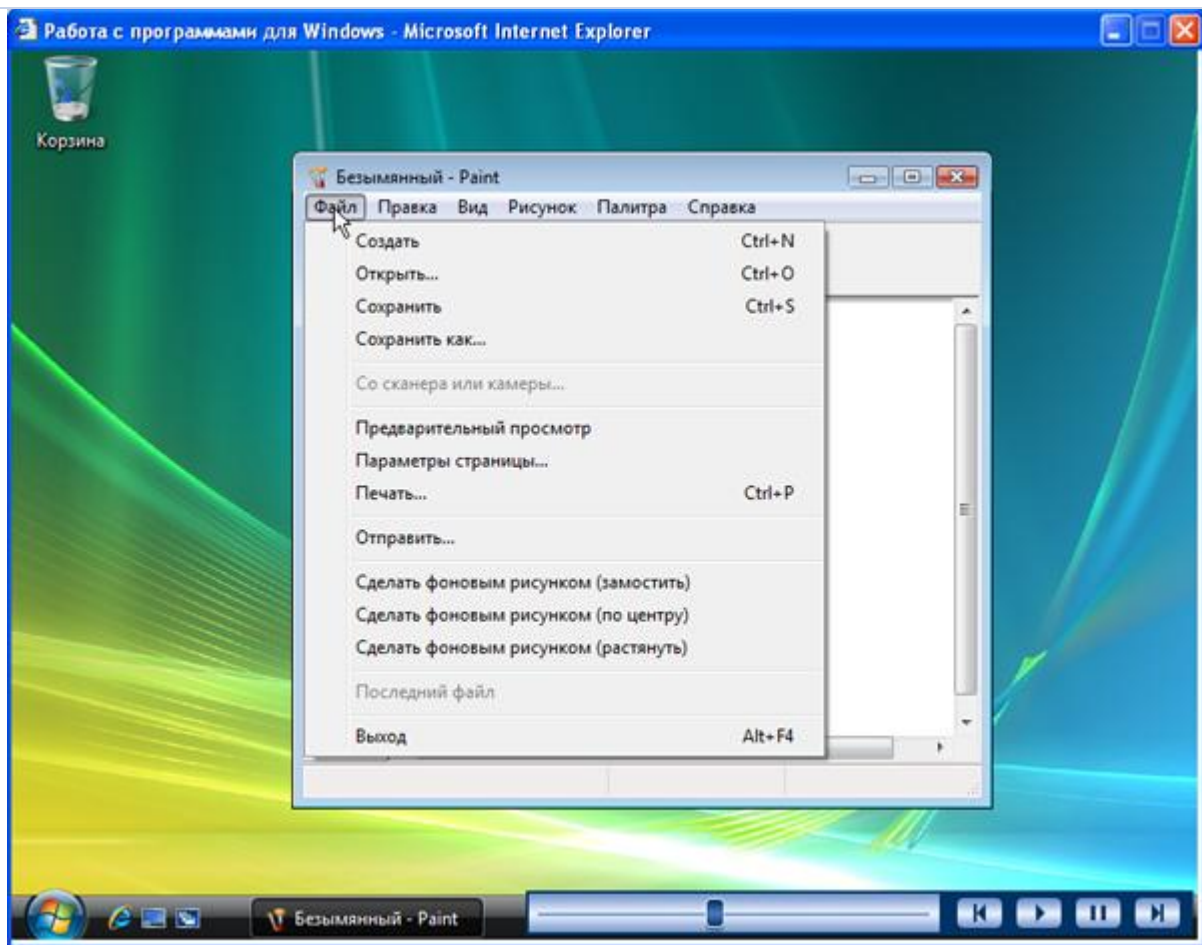 Работа с программами для Windows - Microsoft Internet Explorer
Корзина
Безымянный - Paint
Файл Правка Вид Рисунок Палитра Справка
Создать Ctrl+N
Открыть... Ctrl+O
Сохранить Ctrl+S
Сохранить как...
Со сканера или камеры...
Предварительный просмотр
Параметры страницы...
Печать... Ctrl+P
Отправить...
Сделать фоновым рисунком (замостить)
Сделать фоновым рисунком (по центру)
Сделать фоновым рисунком (растянуть)
Последний файл
Выход Alt+F4
Безымянный - Paint